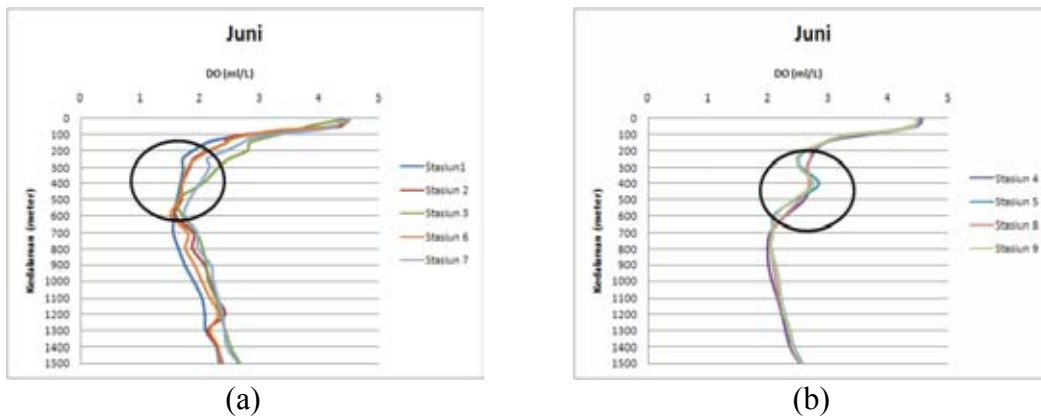 Juni
DO (ml/L)
0 1 2 3 4 5
0
100
200
300
400
500
600
700
800
900
1000
1100
1200
1300
1400
1500
Kedalaman (meter)
Stasiun1
Stasiun 2
Stasiun 3
Stasiun 6
Stasiun 7
(a)
Juni
DO (ml/L)
0 1 2 3 4 5
0
100
200
300
400
500
600
700
800
900
1000
1100
1200
1300
1400
1500
Kedalaman (meter)
Stasiun 4
Stasiun 5
Stasiun 8
Stasiun 9
(b)